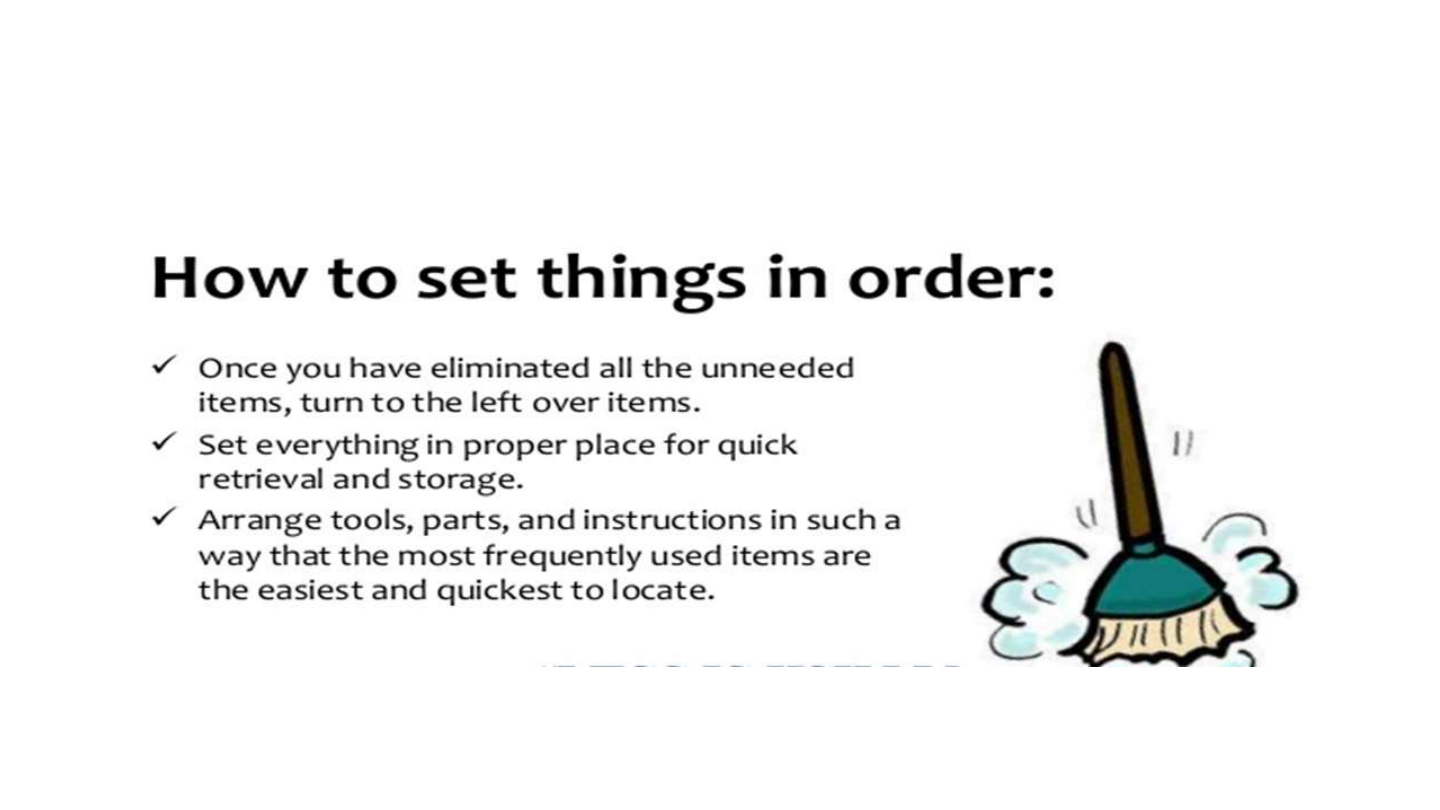 How to set things in order:
✓ Once you have eliminated all the unneeded
items, turn to the left over items.
✓ Set everything in proper place for quick
retrieval and storage.
✓ Arrange tools, parts, and instructions in such a
way that the most frequently used items are
the easiest and quickest to locate.